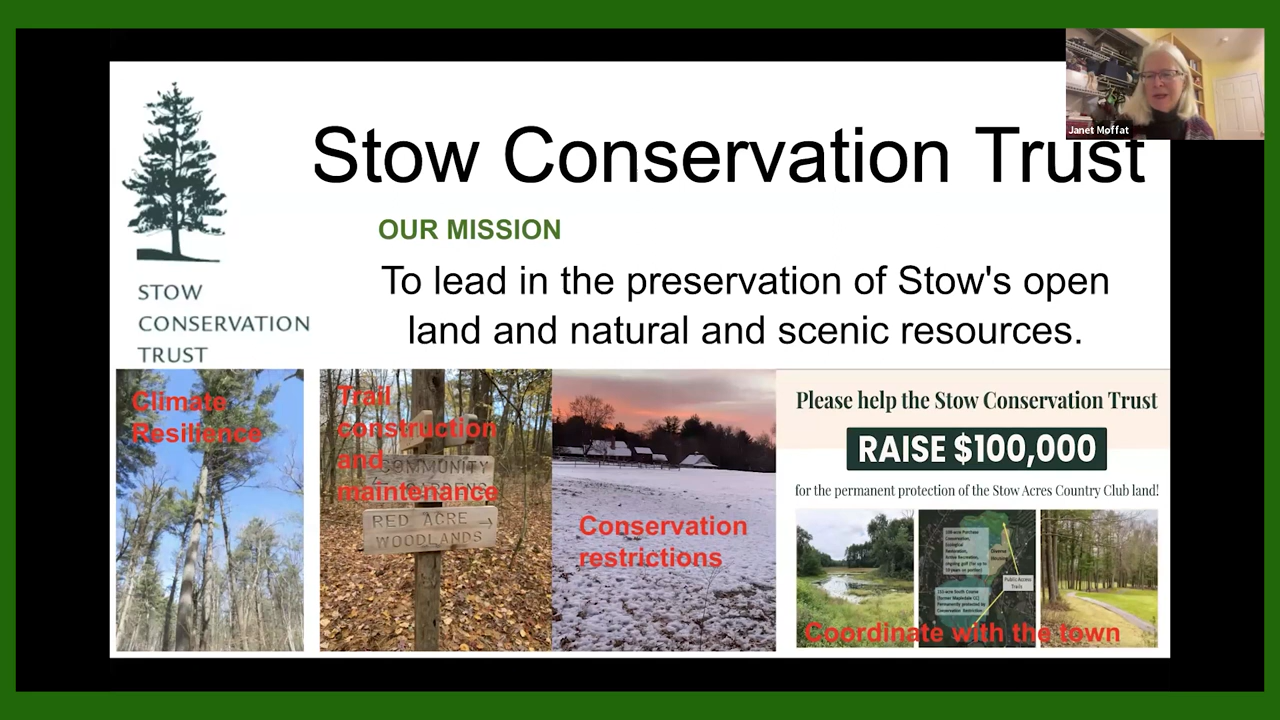 Janet Moffat
Stow Conservation Trust
OUR MISSION
To lead in the preservation of Stow's open
land and natural and scenic resources.
STOW
CONSERVATION
TRUST
Climate
Resilience
Trail
construction
and
maintenance
COMMUNITY
GARDENS
RED ACRE
WOODLANDS
Conservation
restrictions
Please help the Stow Conservation Trust
RAISE $100,000
for the permanent protection of the Stow Acres Country Club land!
Diverse
Housing
Public Access
Trails
Coordinate with the town